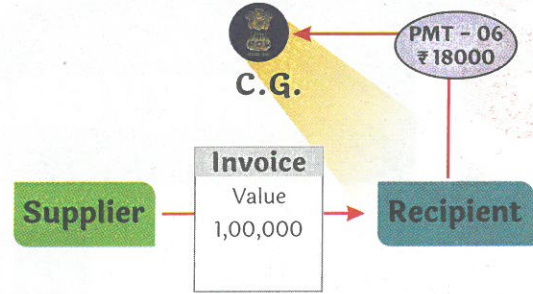 PMT - 06
₹ 18000
C.G.
Invoice
Value
1,00,000
Supplier
Recipient